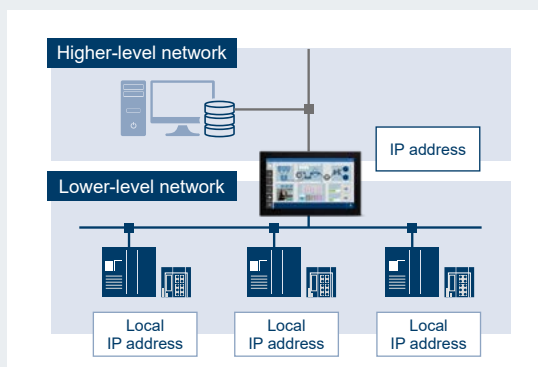 Higher-level network
IP address
Lower-level network
Local
IP address
Local
IP address
Local
IP address